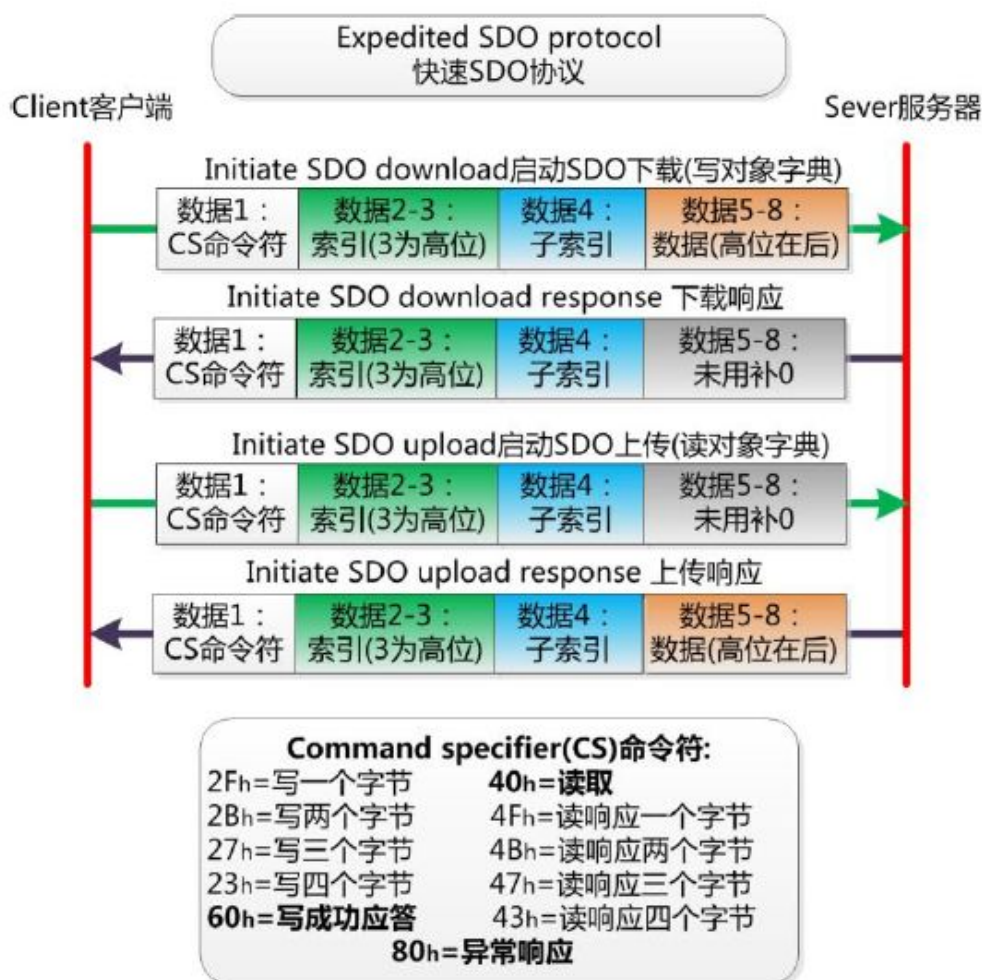 Expedited SDO protocol
快速SDO协议
Client客户端
Sever服务器
Initiate SDO download启动SDO下载(写对象字典)
数据1： 数据2-3： 数据4： 数据5-8：
CS命令符 索引(3为高位) 子索引 数据(高位在后)
Initiate SDO download response 下载响应
数据1： 数据2-3： 数据4： 数据5-8：
CS命令符 索引(3为高位) 子索引 未用补0
Initiate SDO upload启动SDO上传(读对象字典)
数据1： 数据2-3： 数据4： 数据5-8：
CS命令符 索引(3为高位) 子索引 未用补0
Initiate SDO upload response 上传响应
数据1： 数据2-3： 数据4： 数据5-8：
CS命令符 索引(3为高位) 子索引 数据(高位在后)
Command specifier(CS)命令符:
2Fh=写一个字节 40h=读取
2Bh=写两个字节 4Fh=读响应一个字节
27h=写三个字节 4Bh=读响应两个字节
23h=写四个字节 47h=读响应三个字节
60h=写成功应答 43h=读响应四个字节
80h=异常响应